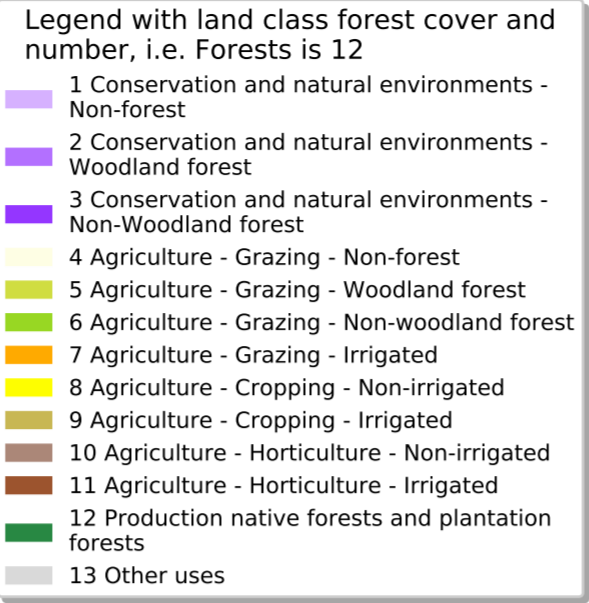 Legend with land class forest cover and
number, i.e. Forests is 12
1 Conservation and natural environments -
Non-forest
2 Conservation and natural environments -
Woodland forest
3 Conservation and natural environments -
Non-Woodland forest
4 Agriculture - Grazing - Non-forest
5 Agriculture - Grazing - Woodland forest
6 Agriculture - Grazing - Non-woodland forest
7 Agriculture - Grazing - Irrigated
8 Agriculture - Cropping - Non-irrigated
9 Agriculture - Cropping - Irrigated
10 Agriculture - Horticulture - Non-irrigated
11 Agriculture - Horticulture - Irrigated
12 Production native forests and plantation
forests
13 Other uses